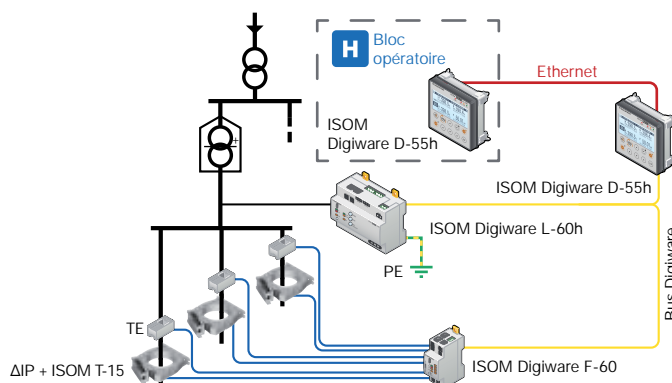 H
Bloc
opératoire
Ethernet
ISOM
Digiware D-55h
ISOM Digiware D-55h
ISOM Digiware L-60h
PE
Bus Digiware
TE
ISOM Digiware F-60
ΔIP + ISOM T-15
+